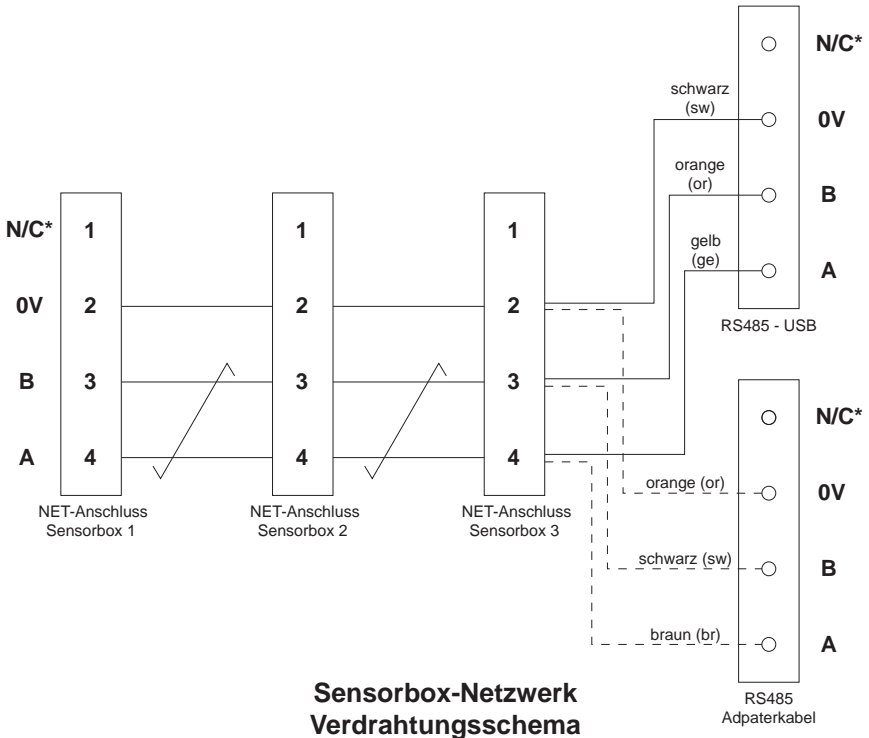 N/C*
schwarz
(sw)
0V
orange
(or)
B
gelb
(ge)
A
RS485 - USB
N/C* 1 1 1
0V 2 2 2
B 3 3 3
A 4 4 4
NET-Anschluss
Sensorbox 1
NET-Anschluss
Sensorbox 2
NET-Anschluss
Sensorbox 3
N/C*
orange (or) 0V
schwarz (sw) B
braun (br) A
RS485
Adpaterkabel
Sensorbox-Netzwerk
Verdrahtungsschema